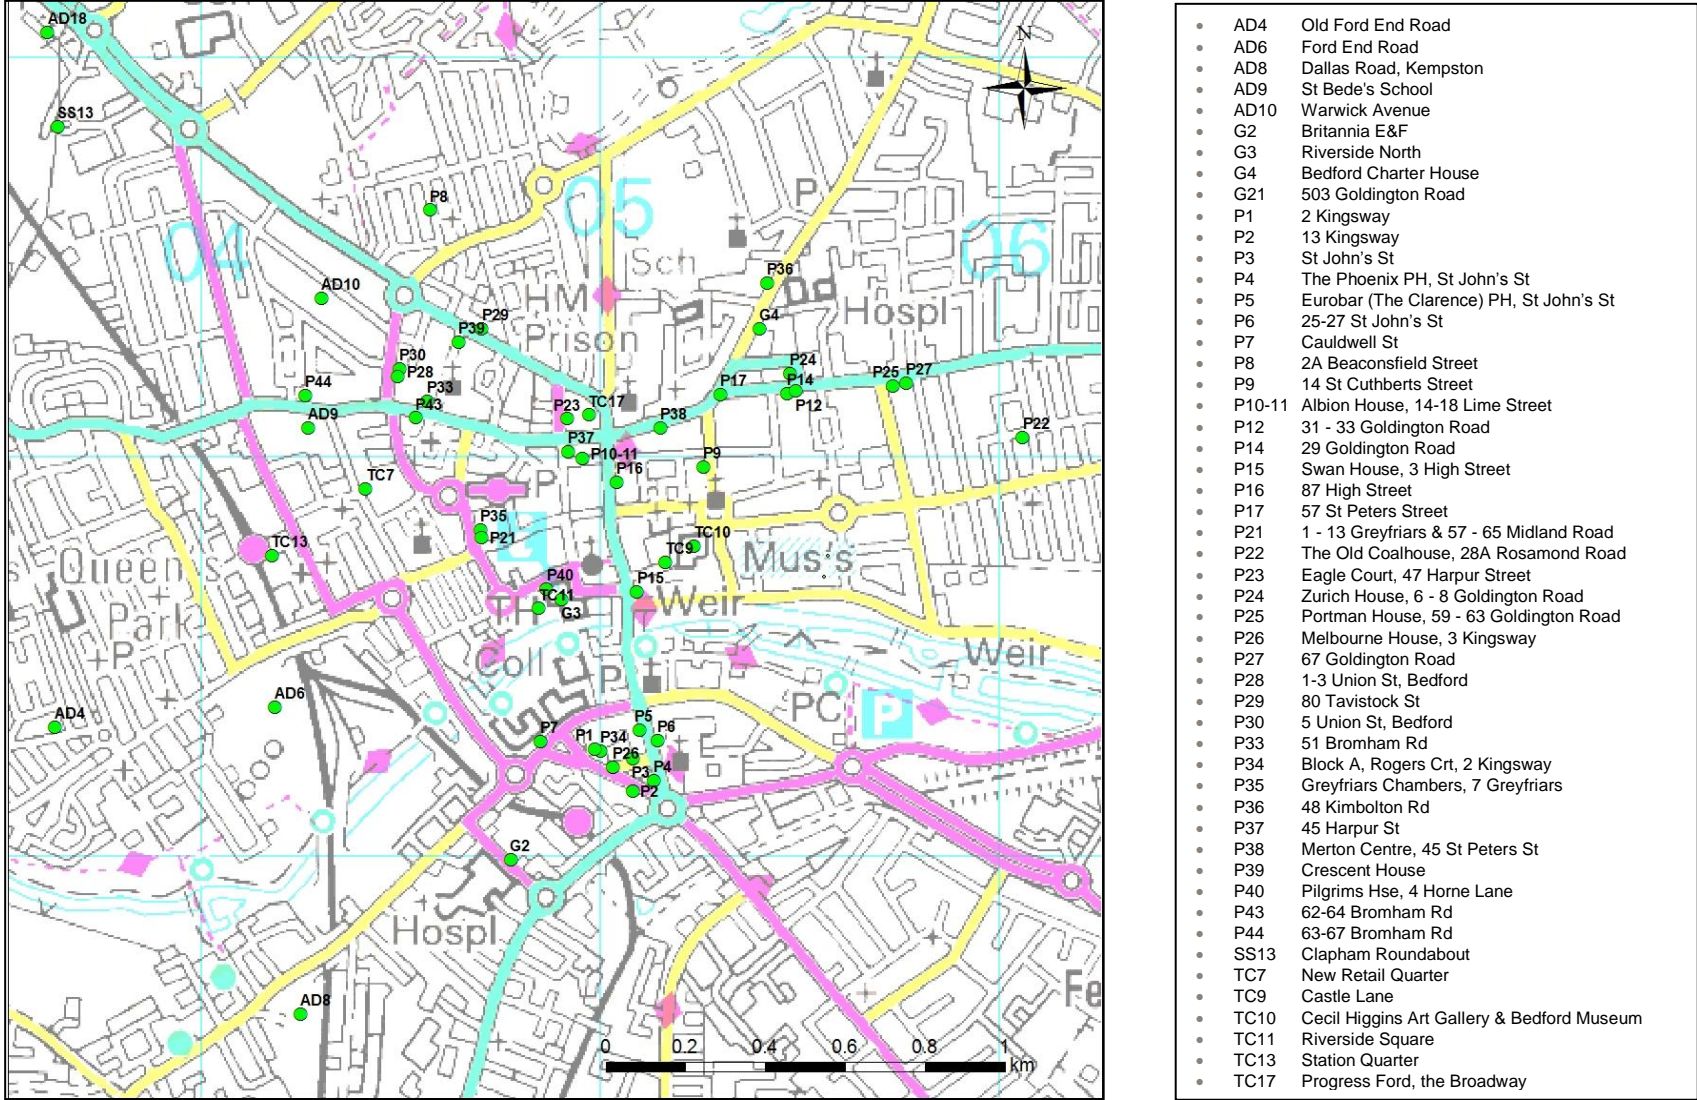 AD18
SS13
N
P8
04
05
06
P
Sch
AD10
HM
Prison
P36
Hospl
G4
P29
P39
P30
P28
P33
P43
P44
AD9
P23
TC17
P37
P10-11
P38
P17
P24
P14
P12
P25
P27
P22
P9
P16
P
TC7
P35
P21
i
TC13
Queen's
Park
P
TC10
TC9
Mus's
P40
TC11
G3
P15
TH
Weir
Coll
P
Weir
PC
P
AD6
AD4
P7
P1
P34
P26
P5
P6
P3
P4
P2
G2
Hospl
AD8
Fe
0 0.2 0.4 0.6 0.8 1
km
AD4 Old Ford End Road
AD6 Ford End Road
AD8 Dallas Road, Kempston
AD9 St Bede's School
AD10 Warwick Avenue
G2 Britannia E&F
G3 Riverside North
G4 Bedford Charter House
G21 503 Goldington Road
P1 2 Kingsway
P2 13 Kingsway
P3 St John's St
P4 The Phoenix PH, St John's St
P5 Eurobar (The Clarence) PH, St John's St
P6 25-27 St John's St
P7 Cauldwell St
P8 2A Beaconsfield Street
P9 14 St Cuthberts Street
P10-11 Albion House, 14-18 Lime Street
P12 31 - 33 Goldington Road
P14 29 Goldington Road
P15 Swan House, 3 High Street
P16 87 High Street
P17 57 St Peters Street
P21 1 - 13 Greyfriars & 57 - 65 Midland Road
P22 The Old Coalhouse, 28A Rosamond Road
P23 Eagle Court, 47 Harpur Street
P24 Zurich House, 6 - 8 Goldington Road
P25 Portman House, 59 - 63 Goldington Road
P26 Melbourne House, 3 Kingsway
P27 67 Goldington Road
P28 1-3 Union St, Bedford
P29 80 Tavistock St
P30 5 Union St, Bedford
P33 51 Bromham Rd
P34 Block A, Rogers Crt, 2 Kingsway
P35 Greyfriars Chambers, 7 Greyfriars
P36 48 Kimbolton Rd
P37 45 Harpur St
P38 Merton Centre, 45 St Peters St
P39 Crescent House
P40 Pilgrims Hse, 4 Horne Lane
P43 62-64 Bromham Rd
P44 63-67 Bromham Rd
SS13 Clapham Roundabout
TC7 New Retail Quarter
TC9 Castle Lane
TC10 Cecil Higgins Art Gallery & Bedford Museum
TC11 Riverside Square
TC13 Station Quarter
TC17 Progress Ford, the Broadway